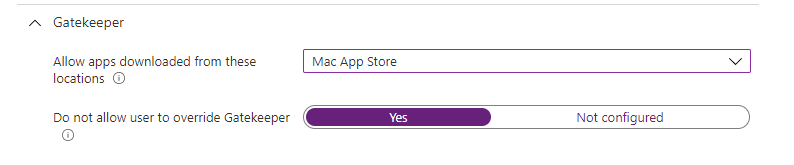 Gatekeeper
Allow apps downloaded from these
locations
Mac App Store
Do not allow user to override Gatekeeper
Yes
Not configured